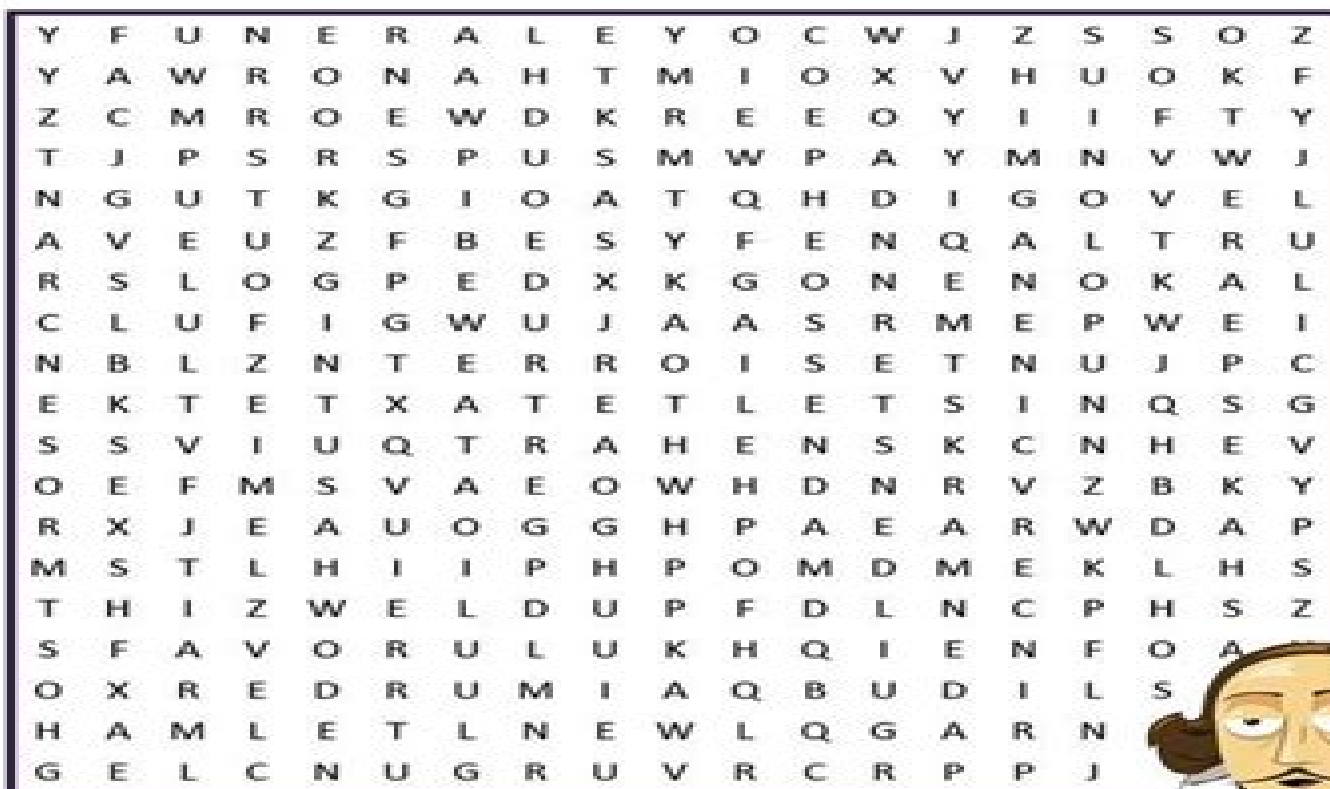 Y F U N E R A L E Y O C W J Z S S O Z
Y A W R O N A H T M I O X V H U O K F
Z C M R O E W D K R E E O Y I I F T Y
T J P S R S P U S M W P A Y M N V W J
N G U T K G I O A T Q H D I G O V E L
A V E U Z F B E S Y F E N Q A L T R U
R S L O G P E D X K G O N E N O K A L
C L U F I G W U J A A S R M E P W E I
N B L Z N T E R R O I S E T N U J P C
E K T E T X A T E T L E T S I N Q S G
S S V I U Q T R A H E N S K C N H E V
O E F M S V A E O W H D N R V Z B K Y
R X J E A U O G G H P A E A R W D A P
M S T L H I I P H P O M D M E K L H S
T H I Z W E L D U P F D L N C P H S Z
S F A V O R U L U K H Q I E N F O A
O X R E D R U M I A Q B U D I L S
H A M L E T L N E W L Q G A R N
G E L C N U G R U V R C R P P J